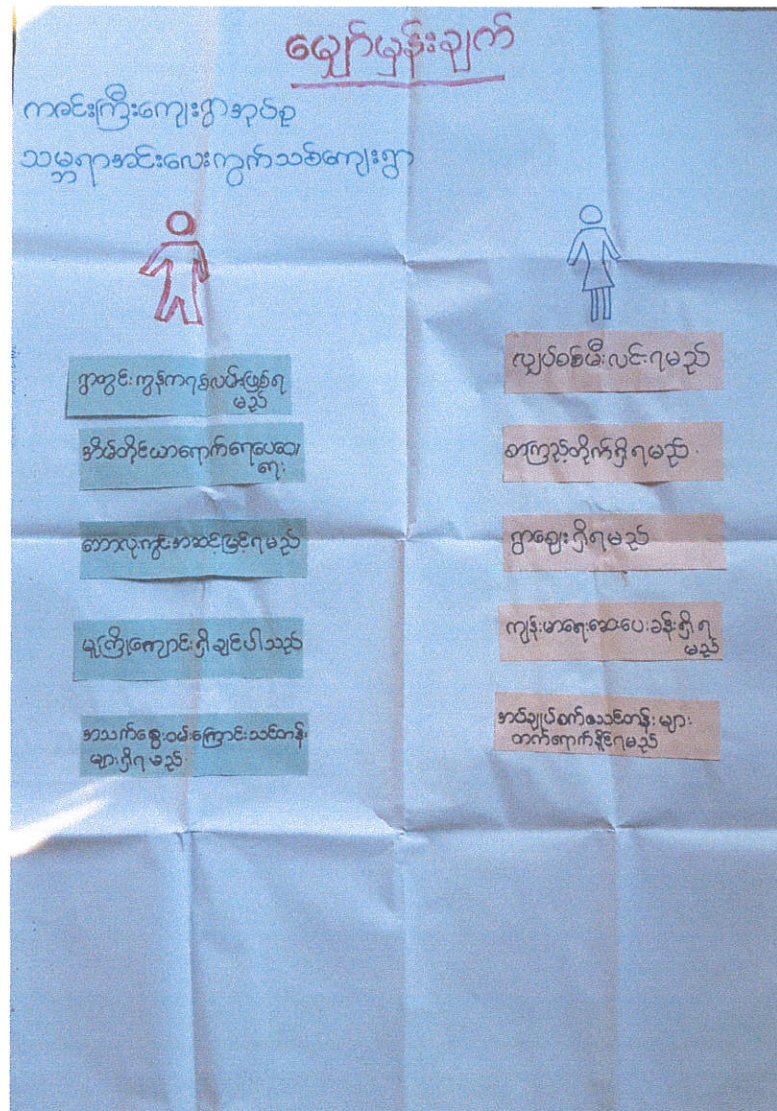 မျှော်မှန်းချက်
ကခင်းကြီးကျေးရွာအုပ်စု
သမ္ဘရာအင်းလေးကွက်သစ်ကျေးရွာ
ရွာတွင်းကွန်ကရစ်လမ်းဖြစ်ရ
မည်
အိမ်တိုင်ယာရောက်ရေပေးဝေ
ရေး
ဘောလုံးကွင်းအဆင့်မြှင့်ရမည်
မူကြိုကျောင်းရှိချင်ပါသည်
အသက်မွေးဝမ်းကြောင်းသင်တန်း
များရှိရမည်
လျှပ်စစ်မီးလင်းရမည်
စာကြည့်တိုက်ရှိရမည်
ရွာဈေးရှိရမည်
ကျန်းမာရေးဆေးပေးခန်းရှိရ
မည်
အပ်ချုပ်စက်သင်တန်းများ
တက်ရောက်နိုင်ရမည်